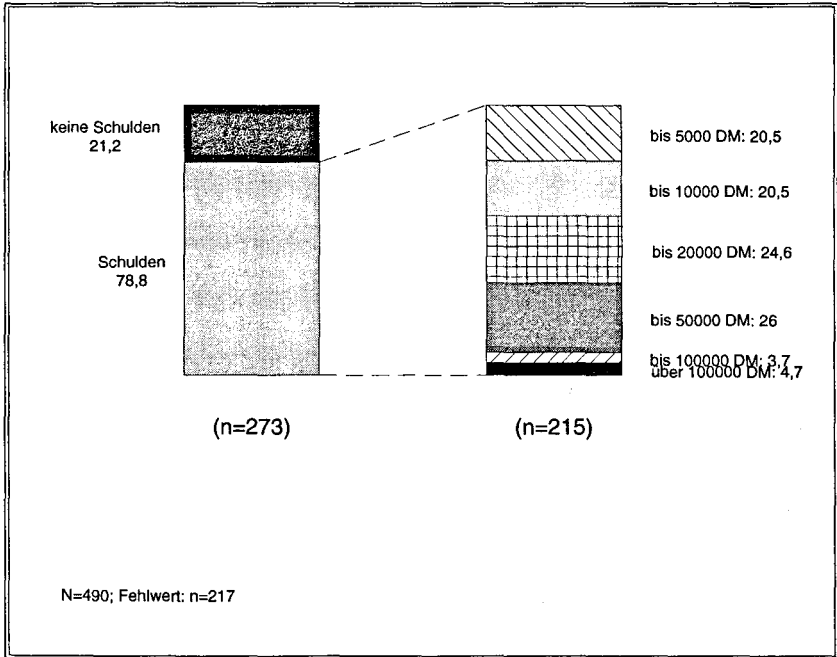 keine Schulden
21,2
Schulden
78,8
bis 5000 DM: 20,5
bis 10000 DM: 20,5
bis 20000 DM: 24,6
bis 50000 DM: 26
bis 100000 DM: 3,7
über 100000 DM: 4,7
(n=273)
(n=215)
N=490; Fehlwert: n=217